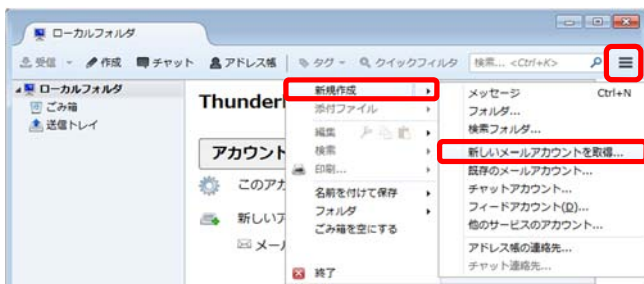 ローカルフォルダ
受信 作成 チャット アドレス帳 タグ クイックフィルタ 検索... <Ctrl+K>
ローカルフォルダ
ごみ箱
送信トレイ
Thunder
アカウント
このアカ
新しいア
メー
新規作成
添付ファイル
編集
検索
印刷...
名前を付けて保存
フォルダ
ごみ箱を空にする
終了
メッセージ Ctrl+N
フォルダ...
検索フォルダ...
新しいメールアカウントを取得...
既存のメールアカウント...
チャットアカウント...
フィードアカウント(D)...
他のサービスのアカウント...
アドレス帳の連絡先...
チャット連絡先...